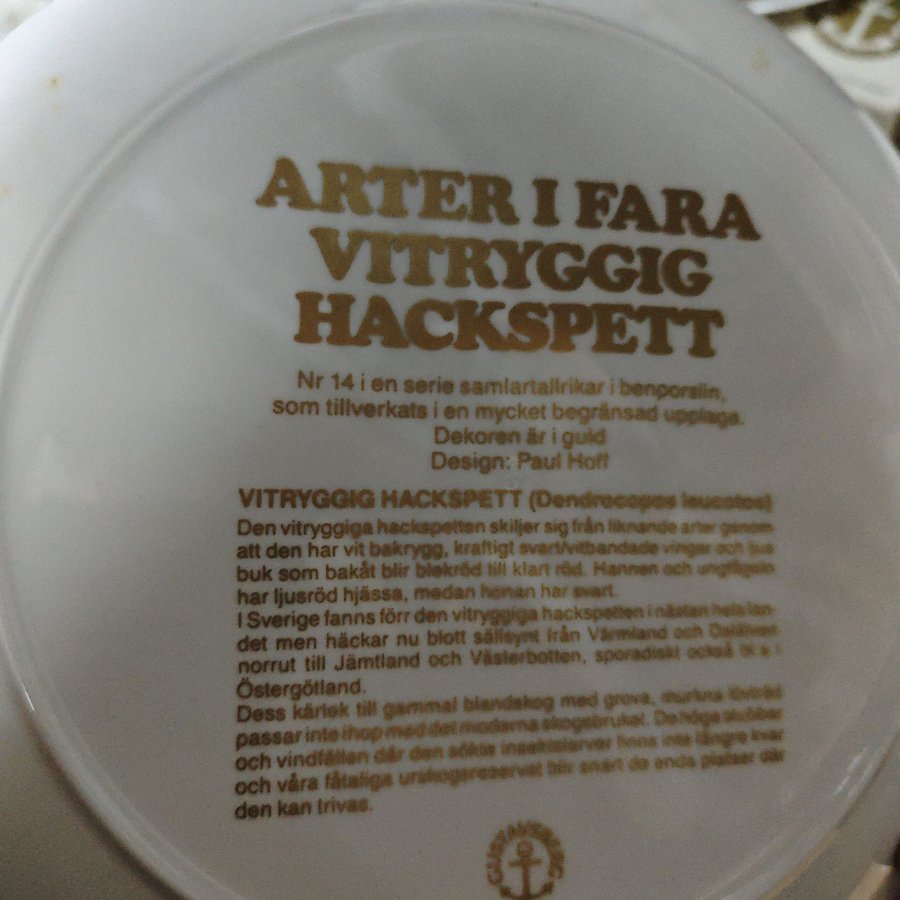 ARTER I FARA
VITRYGGIG
HACKSPETT
Nr 14 i en serie samlartallrikar i benporslin,
som tillverkats i en mycket begränsad upplaga.
Dekoren är i guld
Design: Paul Hoff
VITRYGGIG HACKSPETT (Dendrocopos leucotos)
Den vitryggiga hackspetten skiljer sig från liknande arter genom
att den har vit bakrygg, kraftigt svart/vitbandade vingar och ljus
buk som bakåt blir blekröd till klart röd. Hannen och ungfågeln
har ljusröd hjässa, medan honan har svart.
I Sverige fanns förr den vitryggiga hackspetten i nästan hela lan-
det men häckar nu blott sällsynt från Värmland och Dalälven
norrut till Jämtland och Västerbotten, sporadiskt också
Östergötland.
Dess kärlek till gammal blandskog med grova, murkna lövträd
passar inte ihop med det moderna skogsbruket. De höga stubbar
och vindfällen där den sökte insektslarver finns inte längre kvar
och våra fåtaliga urskogsreservat blir snart de enda platser där
den kan trivas.
GUSTAVSBERG